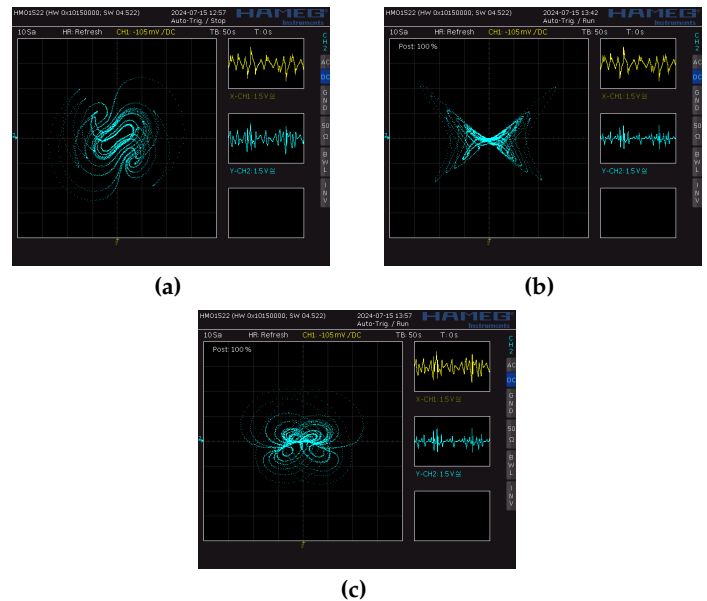 HMO1522 (HW 0x10150000; SW 04.522) 2024-07-15 12:57 HAMEG
Auto-Trig. / Stop Instruments
10Sa HR: Refresh CH1: -105mV/DC TB: 50s T: 0s
CH2
AC
DC
GND
50Ω
BWL
INV
X-CH1: 1.5V≅
Y-CH2: 1.5V≅
(a)
HMO1522 (HW 0x10150000; SW 04.522) 2024-07-15 13:42 HAMEG
Auto-Trig. / Run Instruments
10Sa HR: Refresh CH1: -105mV/DC TB: 50s T: 0s
Post: 100%
CH2
AC
DC
GND
50Ω
BWL
INV
X-CH1: 1.5V≅
Y-CH2: 1.5V≅
(b)
HMO1522 (HW 0x10150000; SW 04.522) 2024-07-15 13:57 HAMEG
Auto-Trig. / Run Instruments
10Sa HR: Refresh CH1: -105mV/DC TB: 50s T: 0s
Post: 100%
CH2
AC
DC
GND
50Ω
BWL
INV
X-CH1: 1.5V≅
Y-CH2: 1.5V≅
(c)